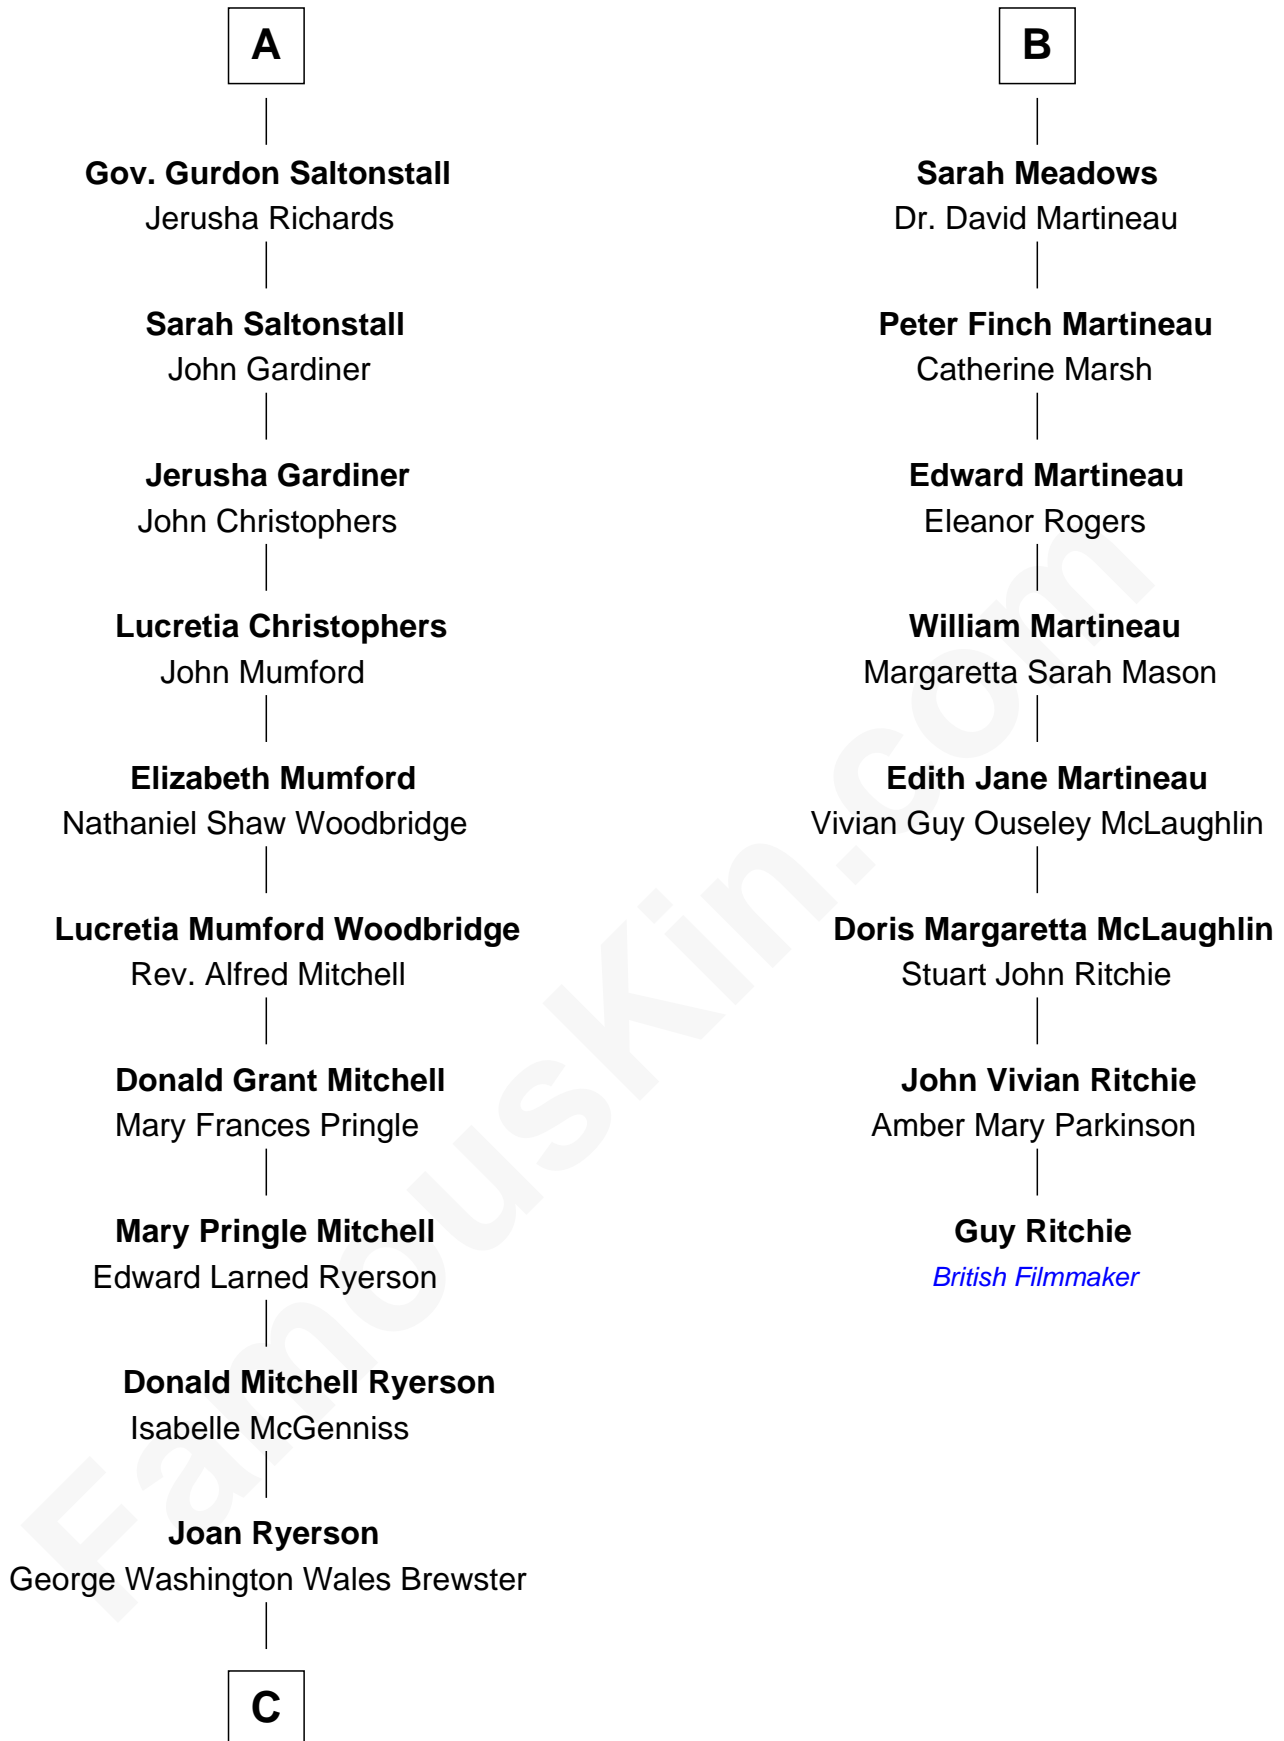 A
Gov. Gurdon Saltonstall
Jerusha Richards
Sarah Saltonstall
John Gardiner
Jerusha Gardiner
John Christophers
Lucretia Christophers
John Mumford
Elizabeth Mumford
Nathaniel Shaw Woodbridge
Lucretia Mumford Woodbridge
Rev. Alfred Mitchell
Donald Grant Mitchell
Mary Frances Pringle
Mary Pringle Mitchell
Edward Larned Ryerson
Donald Mitchell Ryerson
Isabelle McGenniss
Joan Ryerson
George Washington Wales Brewster
C
B
Sarah Meadows
Dr. David Martineau
Peter Finch Martineau
Catherine Marsh
Edward Martineau
Eleanor Rogers
William Martineau
Margaretta Sarah Mason
Edith Jane Martineau
Vivian Guy Ouseley McLaughlin
Doris Margaretta McLaughlin
Stuart John Ritchie
John Vivian Ritchie
Amber Mary Parkinson
Guy Ritchie
British Filmmaker
FamousKin.com